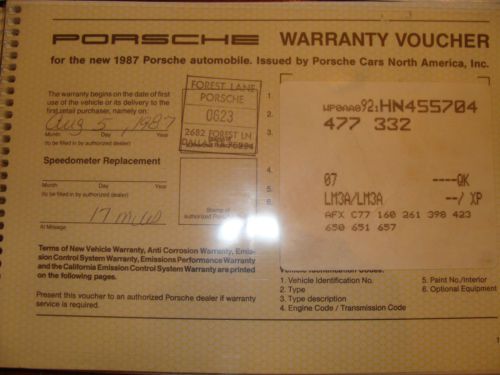 PORSCHE WARRANTY VOUCHER
for the new 1987 Porsche automobile. Issued by Porsche Cars North America, Inc.
The warranty begins on the date of first
use of the vehicle or its delivery to the
first retail purchaser, namely on:
Aug 5, 1987
Month Day Year
(to be filled in by authorized dealer)
FOREST LANE
PORSCHE
0623
2682 FOREST LN
Speedometer Replacement
Month Day Year
(to be filled in by authorized dealer)
17 miles
At Mileage
Stamp of
1.
2.
3.
4.
5.
6.
WP0AA092:HN455704
477 332
07 ----QK
LM3A/LM3A --/ XP
AFX C77 160 261 398 423
650 651 657
Terms of New Vehicle Warranty, Anti Corrosion Warranty, Emis-
sion Control System Warranty, Emissions Performance Warranty
and the California Emission Control System Warranty are printed
on the following pages.
Present this voucher to an authorized Porsche dealer if warranty
service is required.
Vehicle Identification Codes:
1. Vehicle Identification No.
2. Type
3. Type description
4. Engine Code / Transmission Code
5. Paint No./Interior
6. Optional Equipment
1